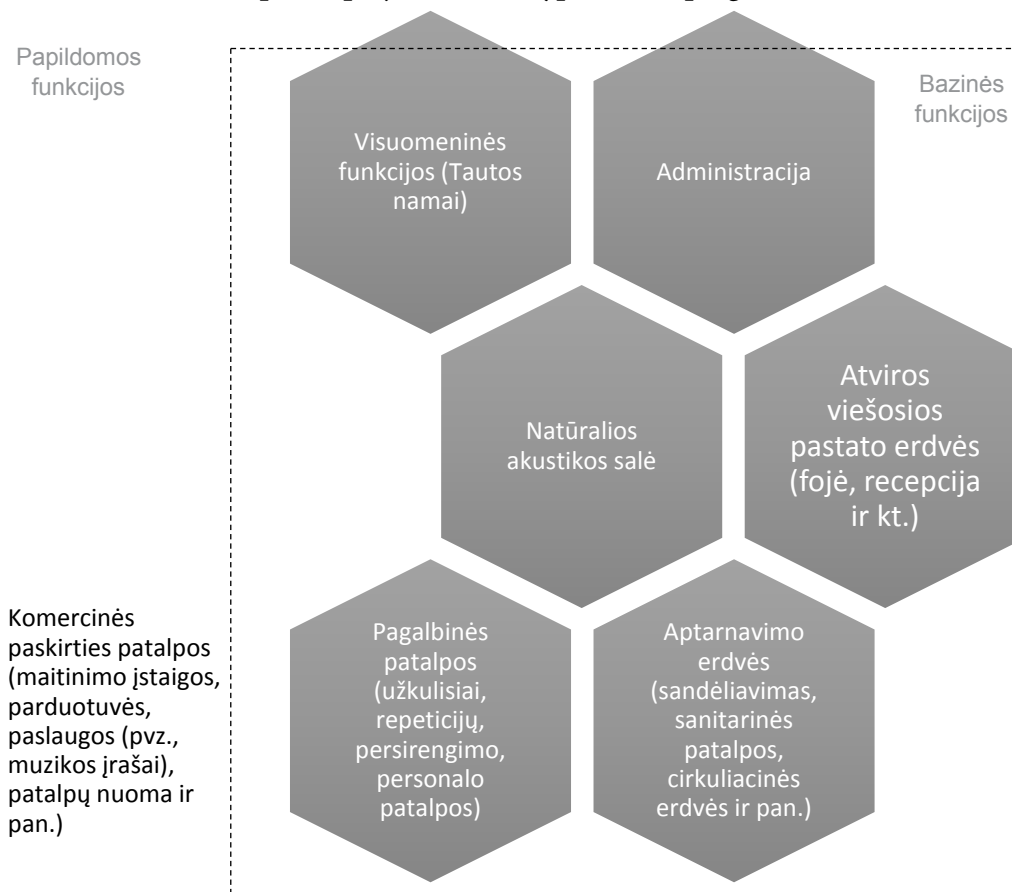 Papildomos
funkcijos
Bazinės
funkcijos
Visuomeninės
funkcijos (Tautos
namai)
Administracija
Natūralios
akustikos salė
Atviros
viešosios
pastato erdvės
(fojė, recepcija
ir kt.)
Komercinės
paskirties patalpos
(maitinimo įstaigos,
parduotuvės,
paslaugos (pvz.,
muzikos įrašai),
patalpų nuoma ir
pan.)
Pagalbinės
patalpos
(užkulisiai,
repeticijų,
persirengimo,
personalo
patalpos)
Aptarnavimo
erdvės
(sandėliavimas,
sanitarinės
patalpos,
cirkuliacinės
erdvės ir pan.)